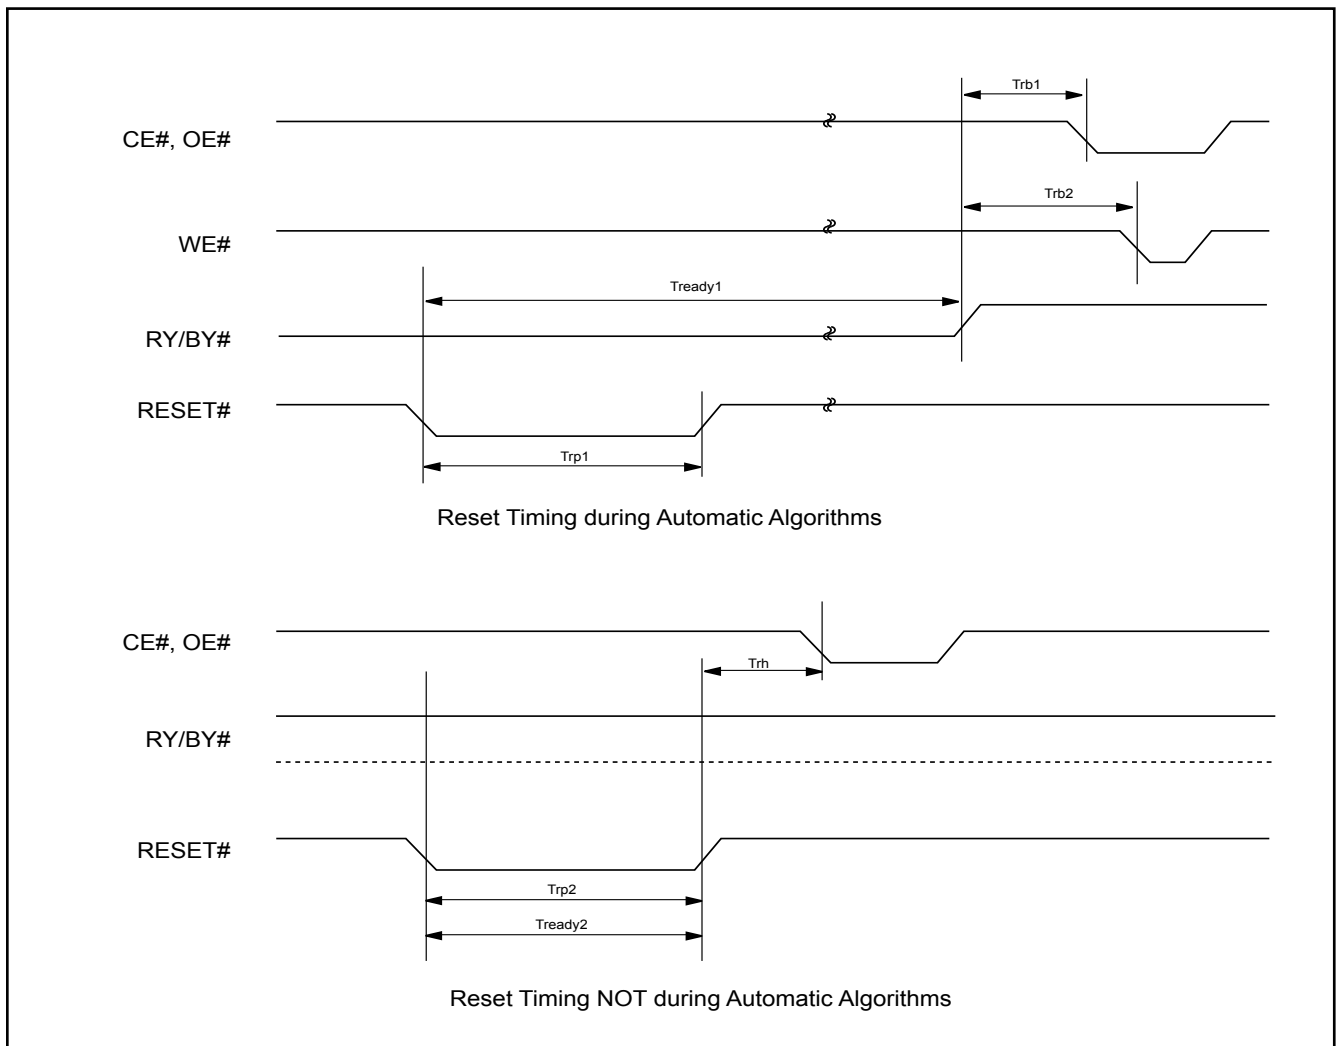 Trb1
CE#, OE#
Trb2
WE#
Tready1
RY/BY#
RESET#
Trp1
Reset Timing during Automatic Algorithms
CE#, OE#
Trh
RY/BY#
RESET#
Trp2
Tready2
Reset Timing NOT during Automatic Algorithms